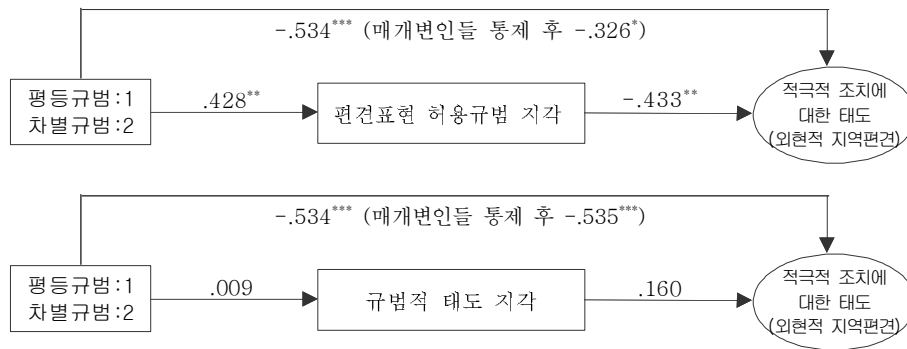 -.534*** (매개변인들 통제 후 -.326*)
평등규범:1
차별규범:2
.428**
편견표현 허용규범 지각
-.433**
적극적 조치에
대한 태도
(외현적 지역편견)
-.534*** (매개변인들 통제 후 -.535***)
평등규범:1
차별규범:2
.009
규범적 태도 지각
.160
적극적 조치에
대한 태도
(외현적 지역편견)